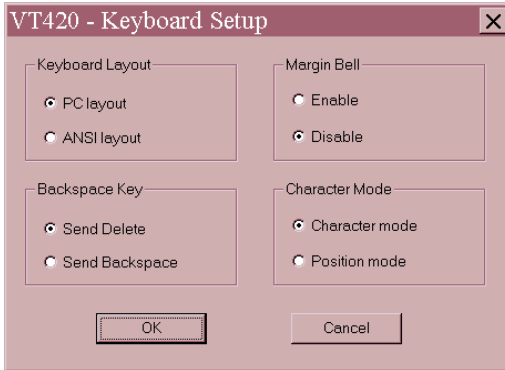 VT420 - Keyboard Setup
Keyboard Layout
PC layout
ANSI layout
Margin Bell
Enable
Disable
Backspace Key
Send Delete
Send Backspace
Character Mode
Character mode
Position mode
OK
Cancel